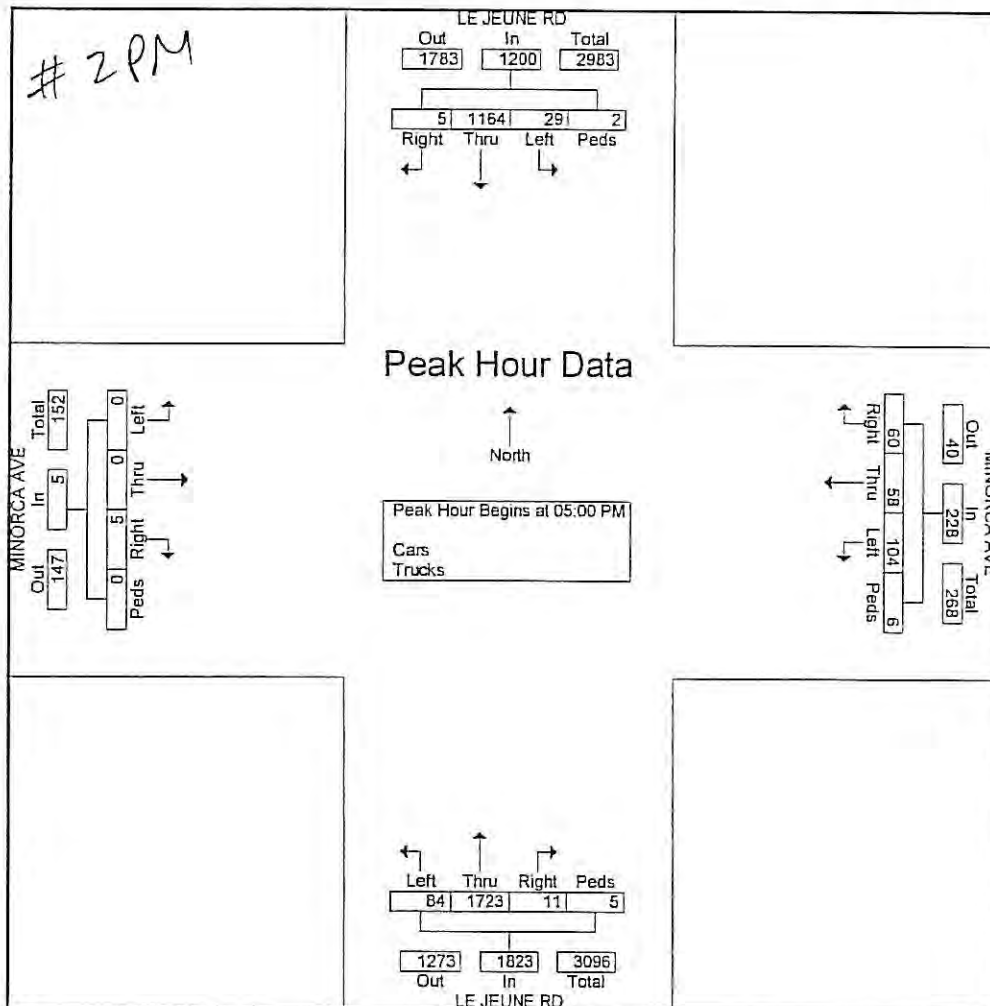 # 2PM
LE JEUNE RD
Out In Total
1783 1200 2983
5 1164 29 2
Right Thru Left Peds
Peak Hour Data
North
Peak Hour Begins at 05:00 PM
Cars
Trucks
MINORCA AVE
Out In Total
147 5 152
0 0 5 0
Left Thru Right Peds
Right Thru Left Peds
60 58 104 6
Out In Total
40 228 268
MINORCA AVE
Left Thru Right Peds
84 1723 11 5
1273 1823 3096
Out In Total
LE JEUNE RD